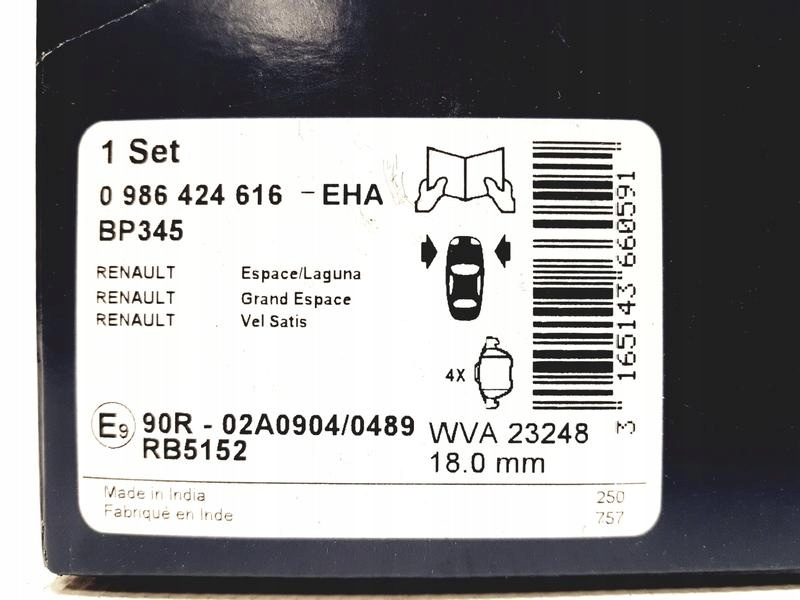 1 Set
0 986 424 616 - EHA
BP345
RENAULT Espace/Laguna
RENAULT Grand Espace
RENAULT Vel Satis
4X
3 165143 660591
E9 90R - 02A0904/0489
RB5152
WVA 23248
18.0 mm
Made in India
Fabriqué en Inde
250
757